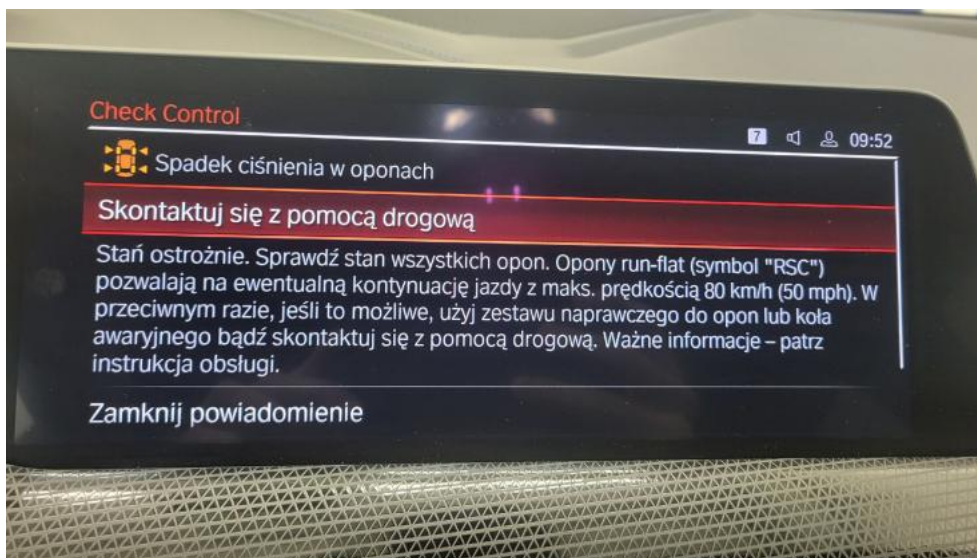 Check Control
7 09:52
Spadek ciśnienia w oponach
Skontaktuj się z pomocą drogową
Stań ostrożnie. Sprawdź stan wszystkich opon. Opony run-flat (symbol "RSC")
pozwalają na ewentualną kontynuację jazdy z maks. prędkością 80 km/h (50 mph). W
przeciwnym razie, jeśli to możliwe, użyj zestawu naprawczego do opon lub koła
awaryjnego bądź skontaktuj się z pomocą drogową. Ważne informacje – patrz
instrukcja obsługi.
Zamknij powiadomienie